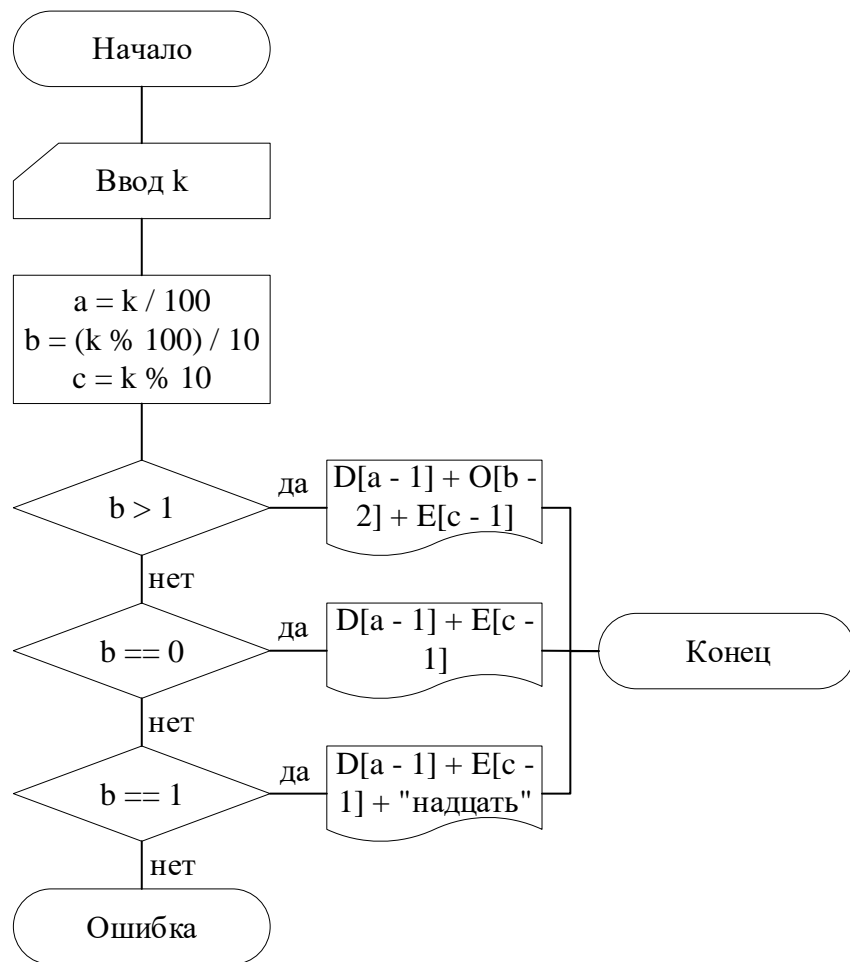 Начало
Ввод k
a = k / 100
b = (k % 100) / 10
c = k % 10
b > 1
да
D[a - 1] + O[b -
2] + E[c - 1]
нет
b == 0
да
D[a - 1] + E[c -
1]
Конец
нет
b == 1
да
D[a - 1] + E[c -
1] + "надцать"
нет
Ошибка